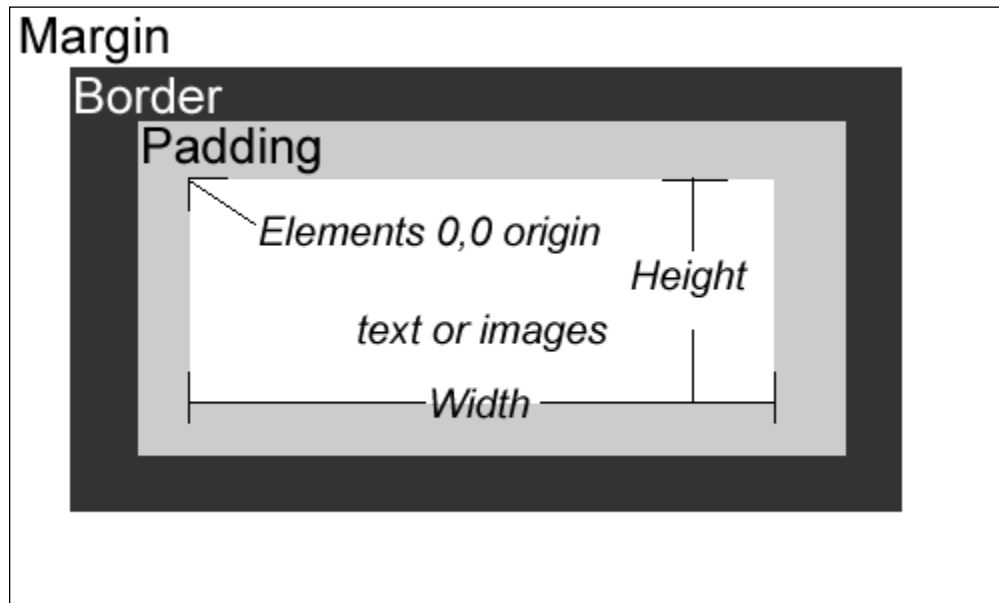 Margin
Border
Padding
Elements 0,0 origin
Height
text or images
Width